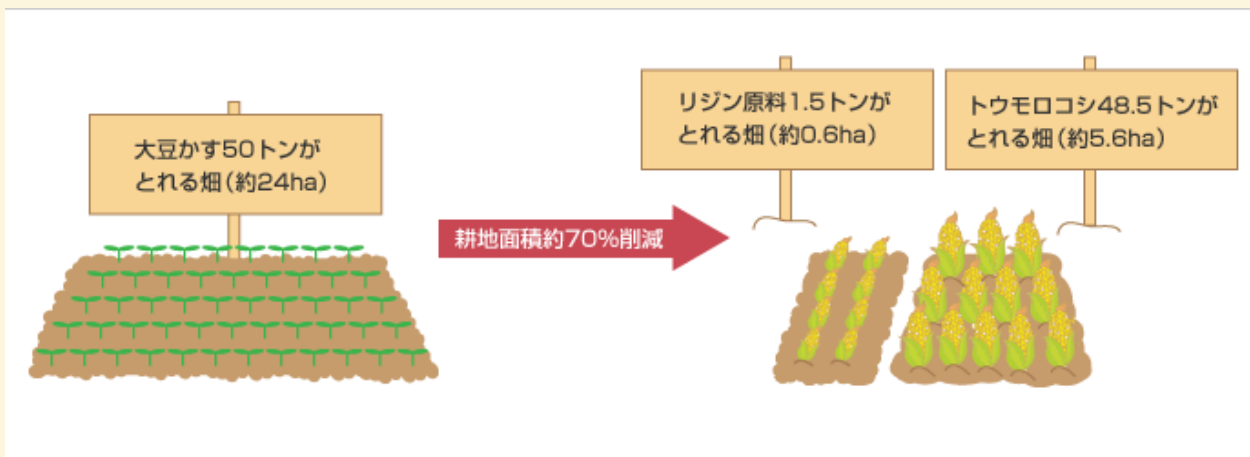 大豆かす50トンが
とれる畑(約24ha)
耕地面積約70%削減
リジン原料1.5トンが
とれる畑(約0.6ha)
トウモロコシ48.5トンが
とれる畑(約5.6ha)